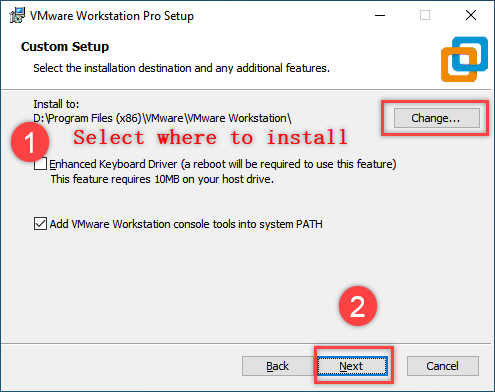 VMware Workstation Pro Setup
Custom Setup
Select the installation destination and any additional features.
Install to:
D:\Program Files (x86)\VMware\VMware Workstation\
Change...
1 Select where to install
Enhanced Keyboard Driver (a reboot will be required to use this feature)
This feature requires 10MB on your host drive.
Add VMware Workstation console tools into system PATH
2
Back Next Cancel